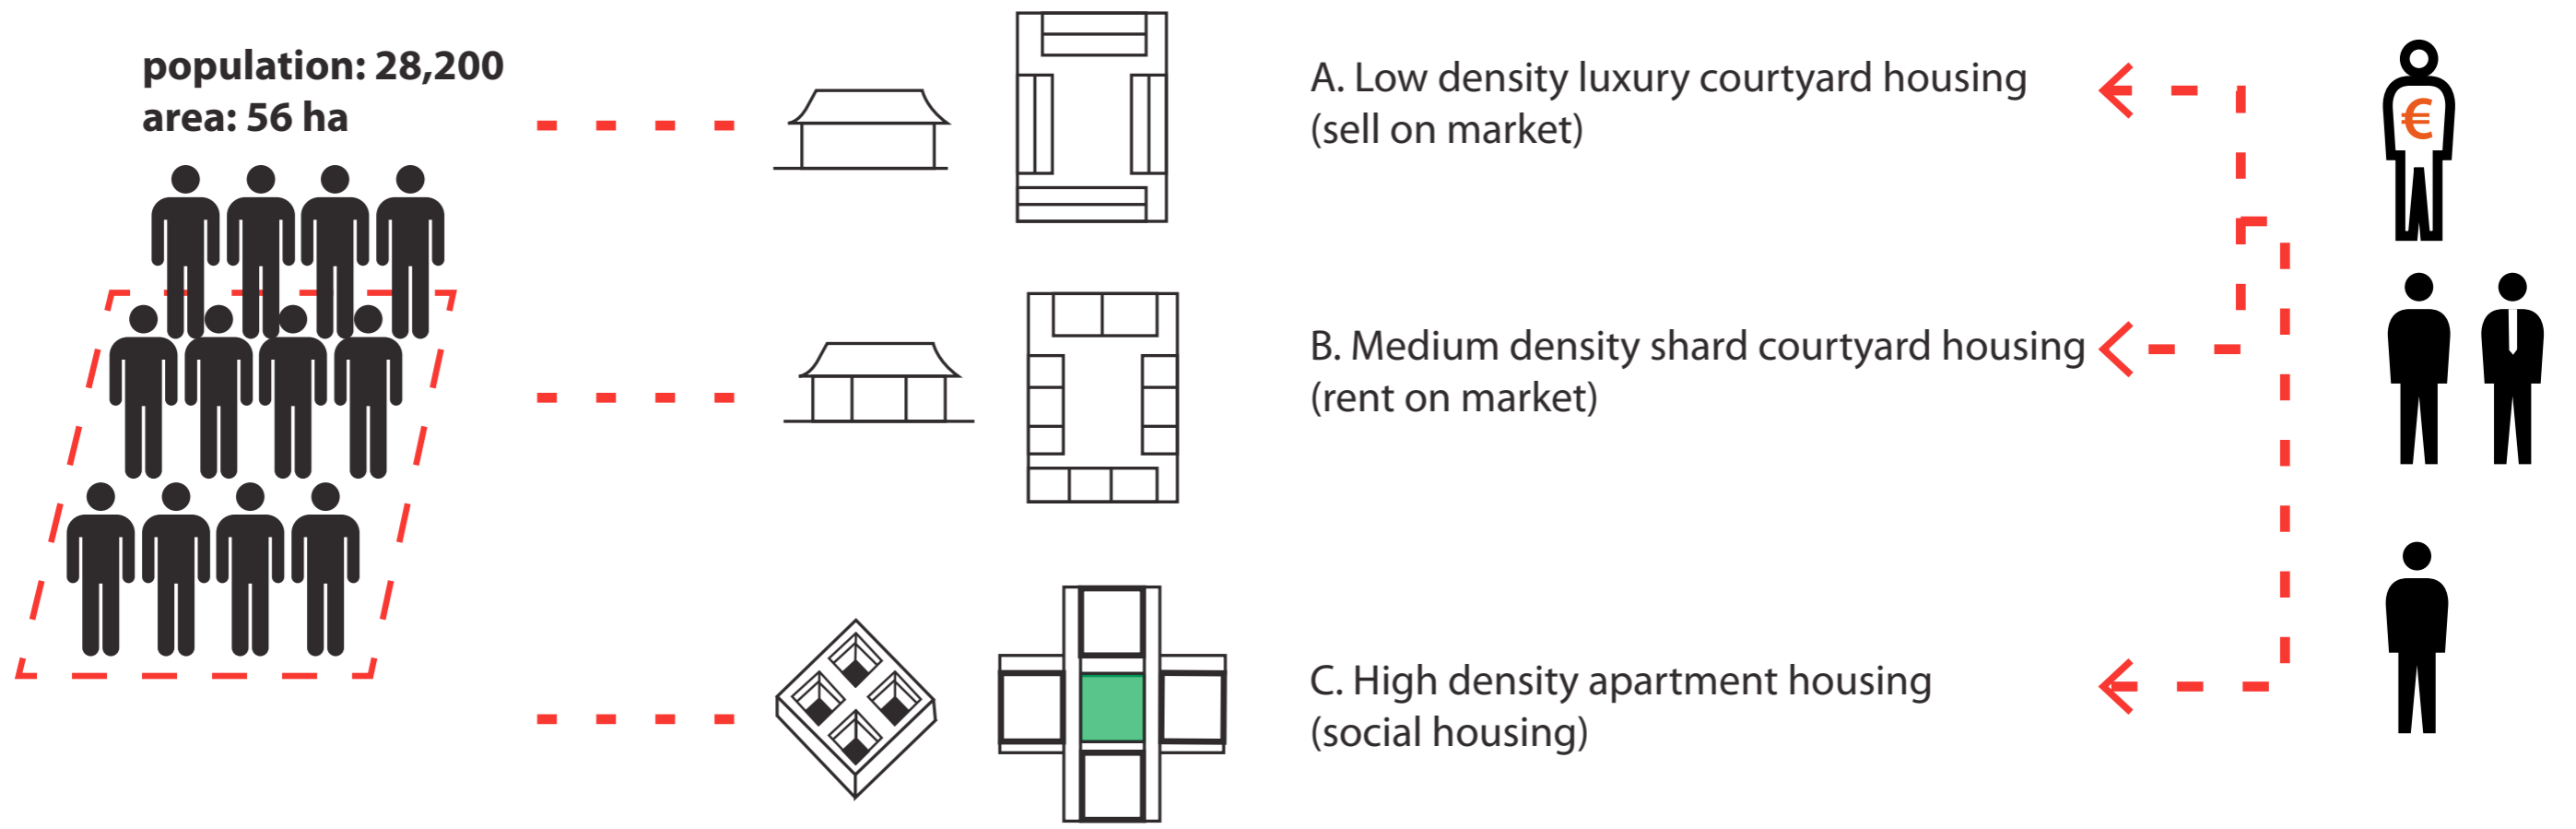 population: 28,200
area: 56 ha
A. Low density luxury courtyard housing
(sell on market)
€
B. Medium density shard courtyard housing
(rent on market)
C. High density apartment housing
(social housing)